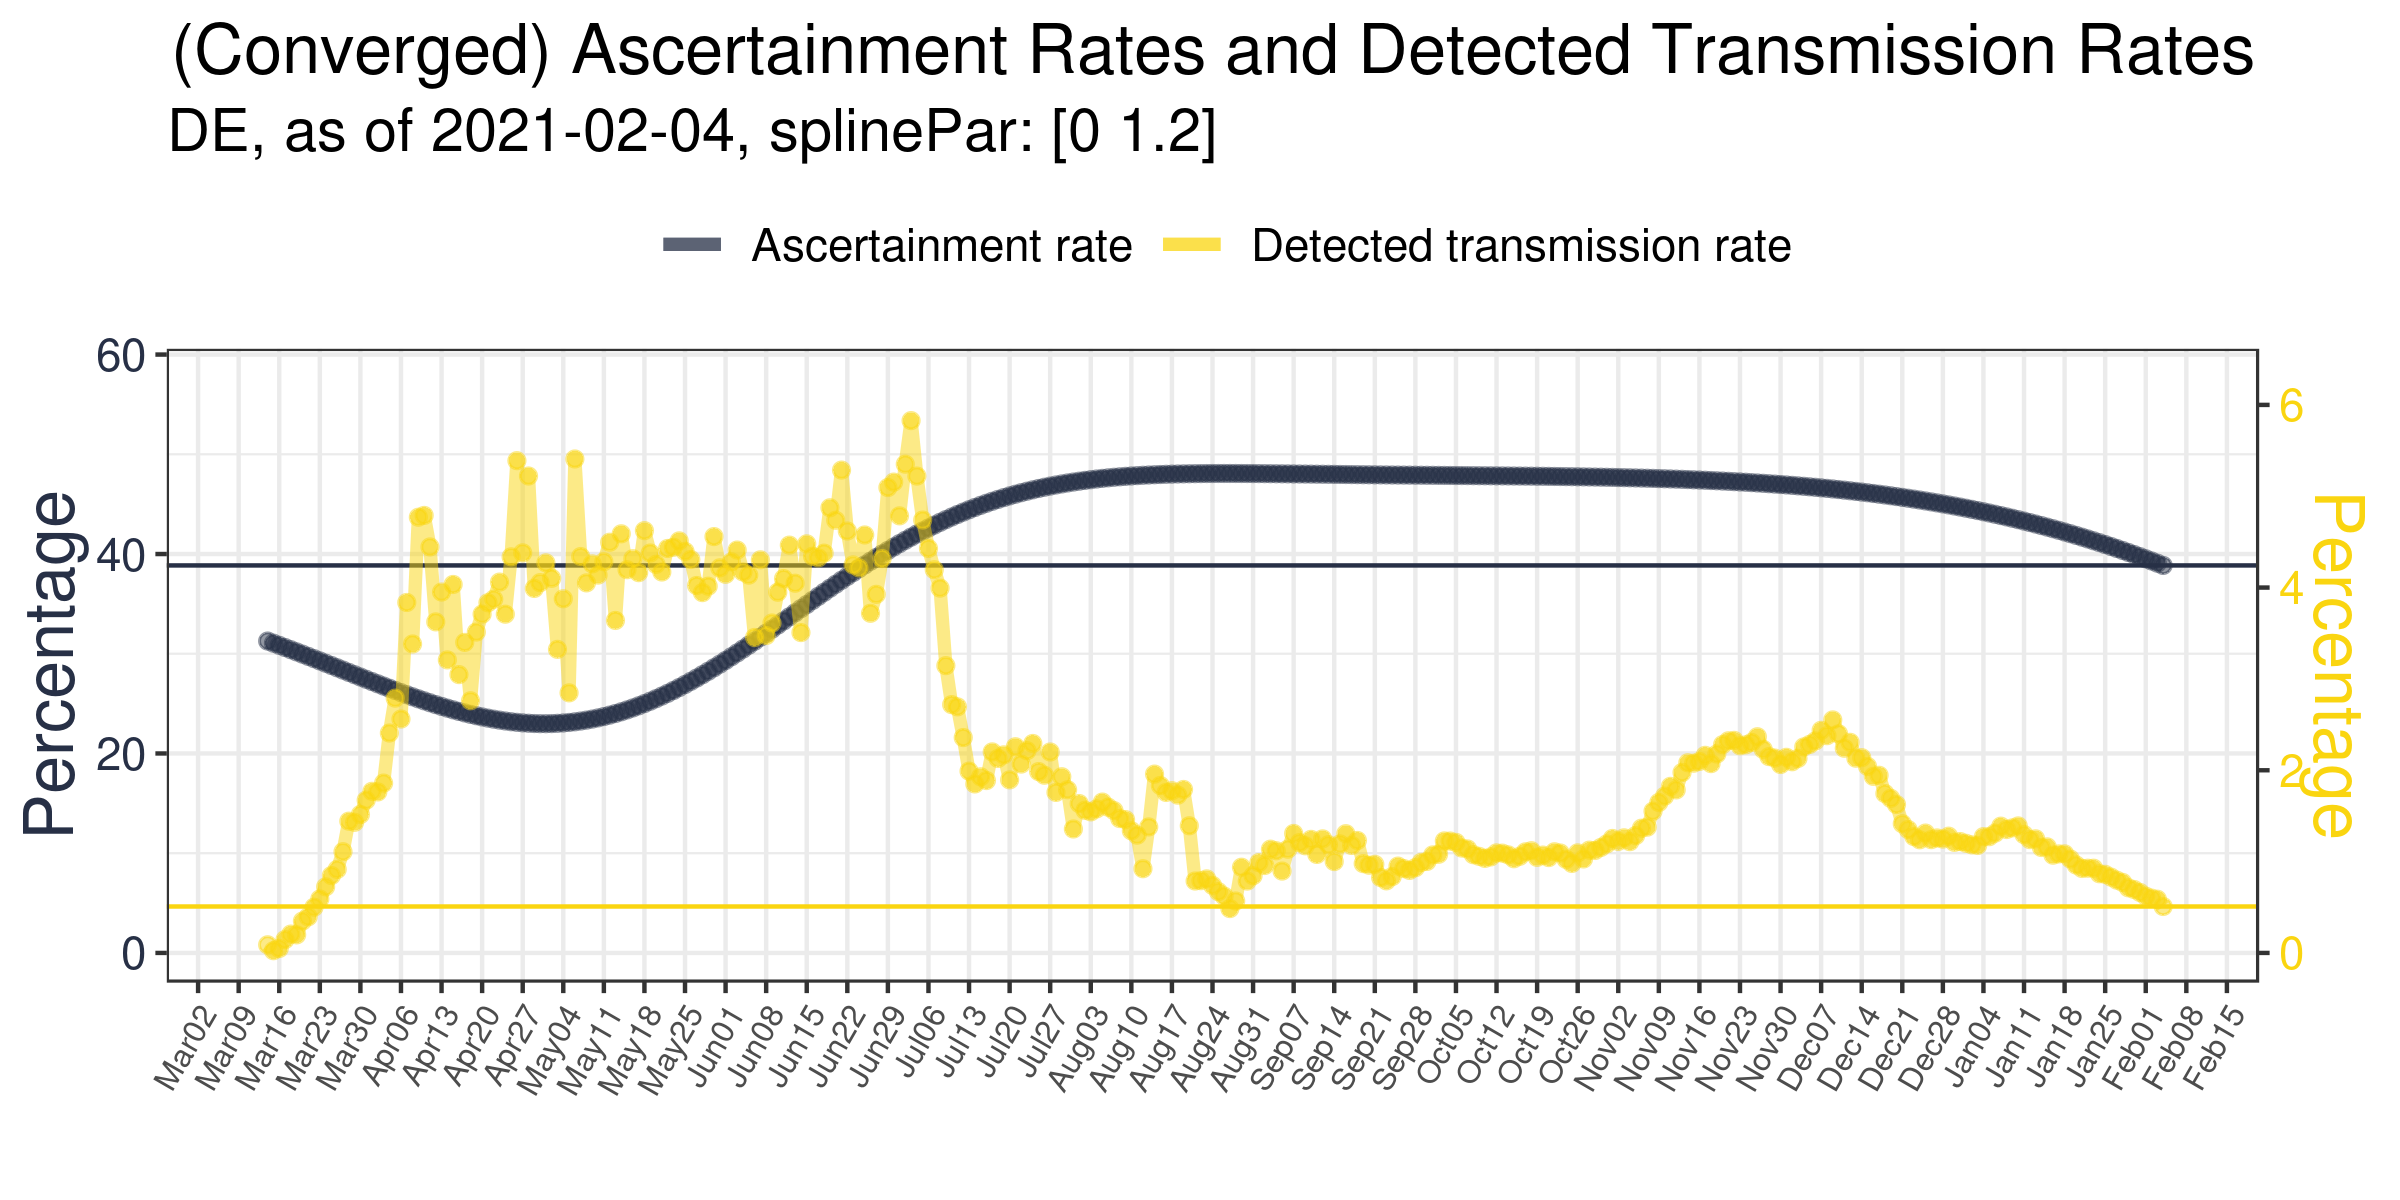 (Converged) Ascertainment Rates and Detected Transmission Rates
DE, as of 2021-02-04, splinePar: [0 1.2]
Ascertainment rate Detected transmission rate
Percentage
60
40
20
0
6
4
2
0
Percentage
Mar02 Mar09 Mar16 Mar23 Mar30 Apr06 Apr13 Apr20 Apr27 May04 May11 May18 May25 Jun01 Jun08 Jun15 Jun22 Jun29 Jul06 Jul13 Jul20 Jul27 Aug03 Aug10 Aug17 Aug24 Aug31 Sep07 Sep14 Sep21 Sep28 Oct05 Oct12 Oct19 Oct26 Nov02 Nov09 Nov16 Nov23 Nov30 Dec07 Dec14 Dec21 Dec28 Jan04 Jan11 Jan18 Jan25 Feb01 Feb08 Feb15